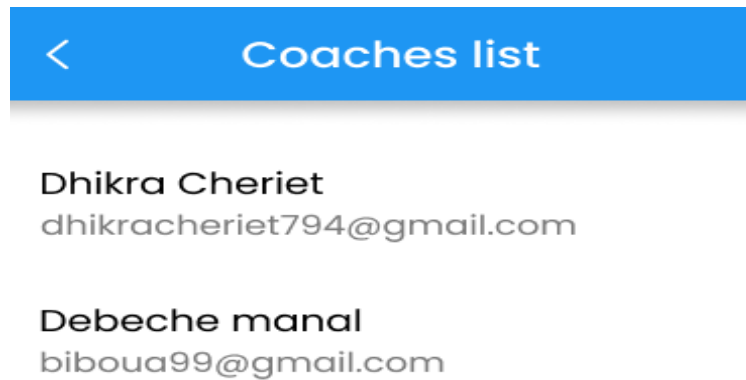 Coaches list
Dhikra Cheriet
dhikracheriet794@gmail.com
Debeche manal
biboua99@gmail.com